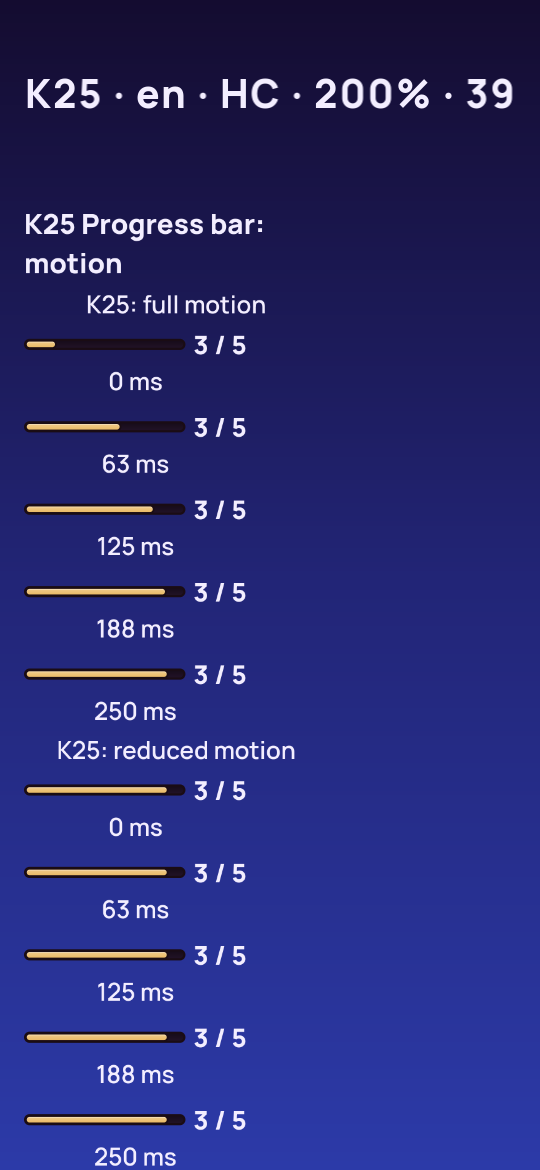 K25 · en · HC · 200% · 39
K25 Progress bar:
motion
K25: full motion
3 / 5
0 ms
3 / 5
63 ms
3 / 5
125 ms
3 / 5
188 ms
3 / 5
250 ms
K25: reduced motion
3 / 5
0 ms
3 / 5
63 ms
3 / 5
125 ms
3 / 5
188 ms
3 / 5
250 ms